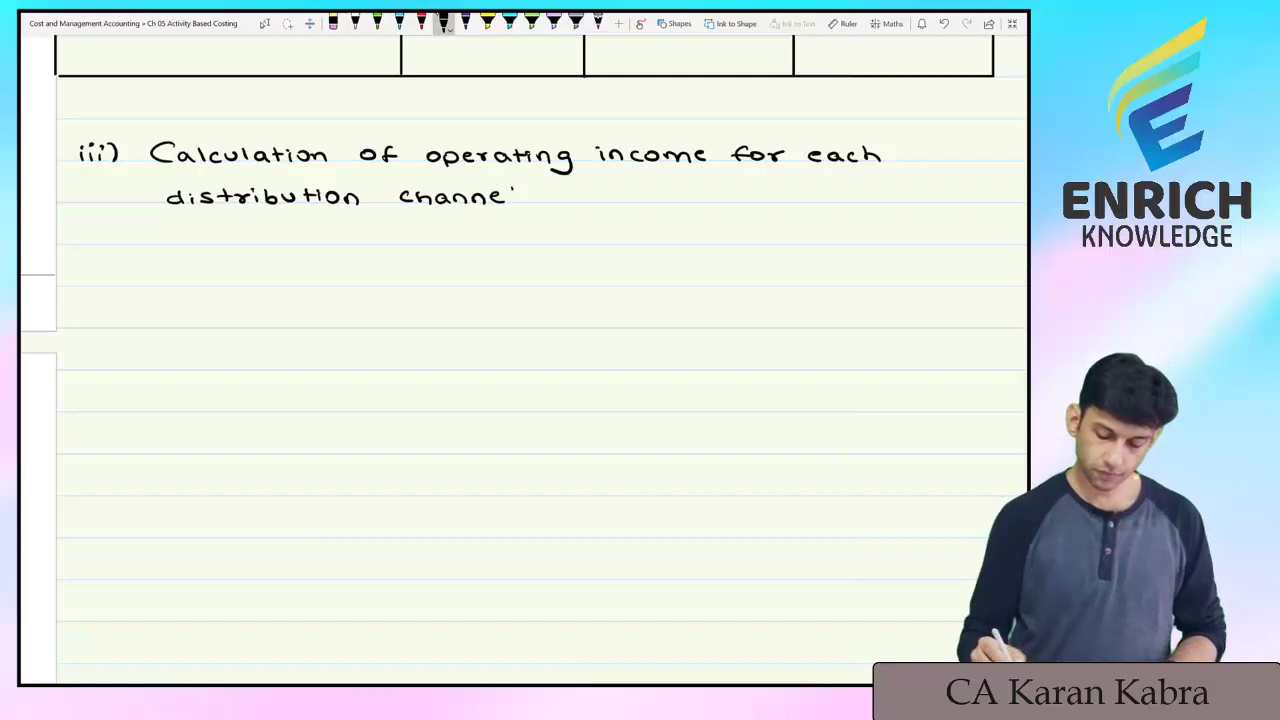 Cost and Management Accounting » Ch 05 Activity Based Costing
Shapes
Ink to Shape
Ink to Text
Ruler
Maths
iii) Calculation of operating income for each
distribution channe
ENRICH
KNOWLEDGE
CA Karan Kabra